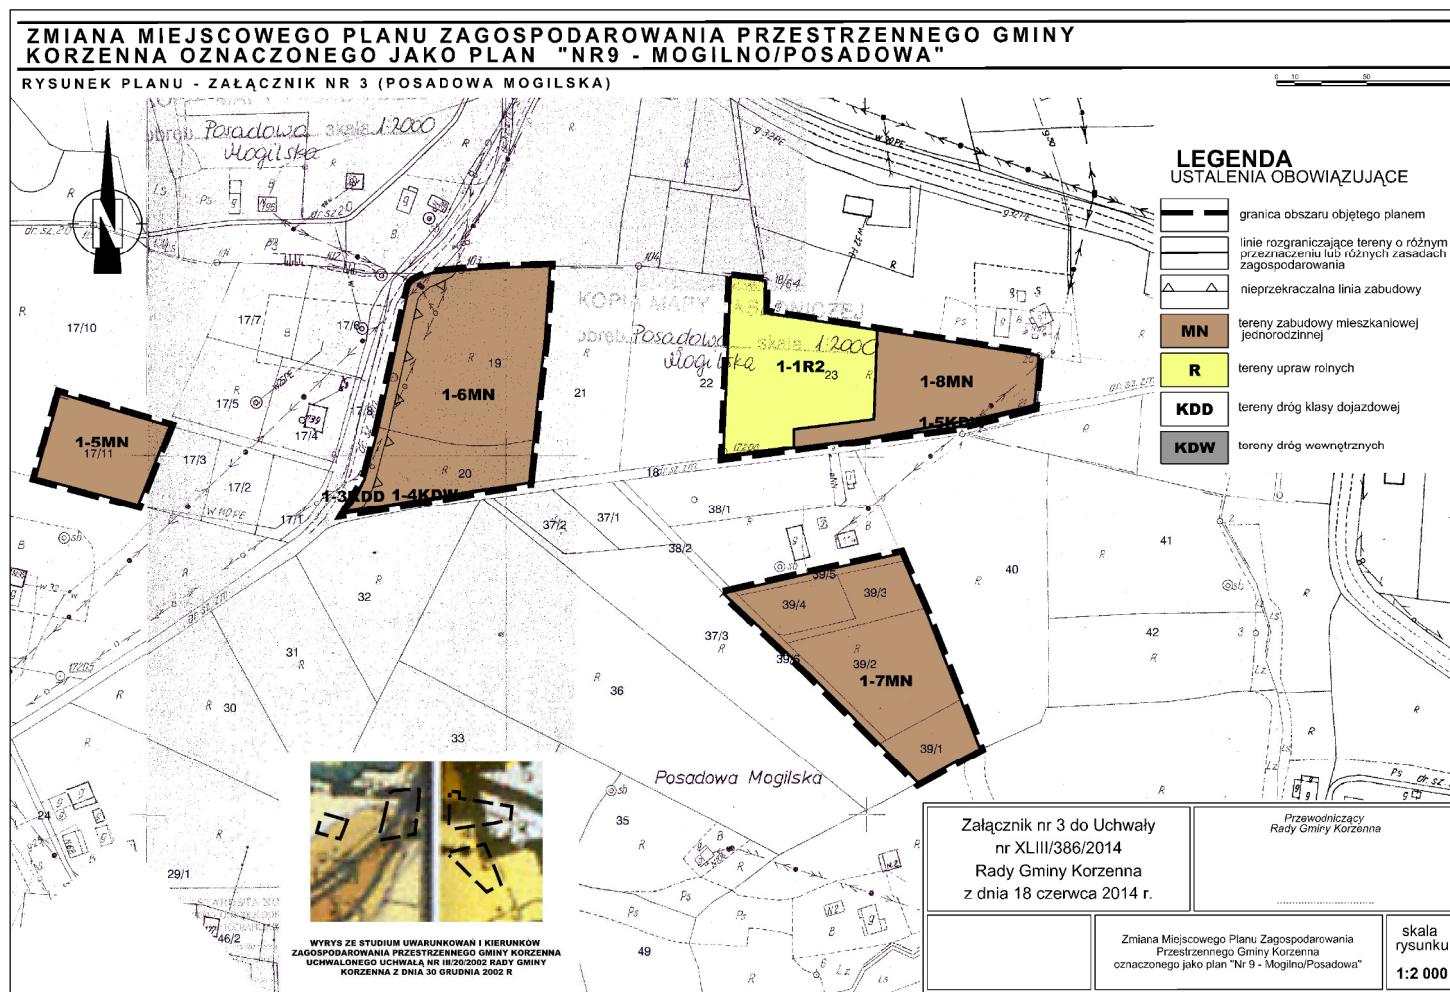 ZMIANA MIEJSCOWEGO PLANU ZAGOSPODAROWANIA PRZESTRZENNEGO GMINY
KORZENNA OZNACZONEGO JAKO PLAN "NR9 - MOGILNO/POSADOWA"
RYSUNEK PLANU - ZAŁĄCZNIK NR 3 (POSADOWA MOGILSKA)
0 10 50
obręb Posadowa skala 1:2000
Mogilska
LEGENDA
USTALENIA OBOWIĄZUJĄCE
granica obszaru objętego planem
linie rozgraniczające tereny o różnym
przeznaczeniu lub różnych zasadach
zagospodarowania
nieprzekraczalna linia zabudowy
MN
tereny zabudowy mieszkaniowej
jednorodzinnej
R
tereny upraw rolnych
KDD
tereny dróg klasy dojazdowej
KDW
tereny dróg wewnętrznych
KOPIA MAPY
obręb Posadowa skala 1:2000
Mogilska
17/10
17/7
17/6
17/5
17/8
17/4
17/3
17/2
17/1
1-5MN
17/11
19
1-6MN
20
1-3KDD
1-4KDW
21
22
1-1R2
23
1-8MN
18
37/2
37/1
38/1
38/2
39/5
39/4
39/3
37/3
39/6
39/2
1-7MN
39/1
40
41
42
32
31
30
33
36
35
24
29/1
46/2
49
Posadowa Mogilska
WYRYS ZE STUDIUM UWARUNKOWAŃ I KIERUNKÓW
ZAGOSPODAROWANIA PRZESTRZENNEGO GMINY KORZENNA
UCHWALONEGO UCHWAŁĄ NR III/20/2002 RADY GMINY
KORZENNA Z DNIA 30 GRUDNIA 2002 R
Załącznik nr 3 do Uchwały
nr XLIII/386/2014
Rady Gminy Korzenna
z dnia 18 czerwca 2014 r.
Przewodniczący
Rady Gminy Korzenna
Zmiana Miejscowego Planu Zagospodarowania
Przestrzennego Gminy Korzenna
oznaczonego jako plan "Nr 9 - Mogilno/Posadowa"
skala
rysunku
1:2 000